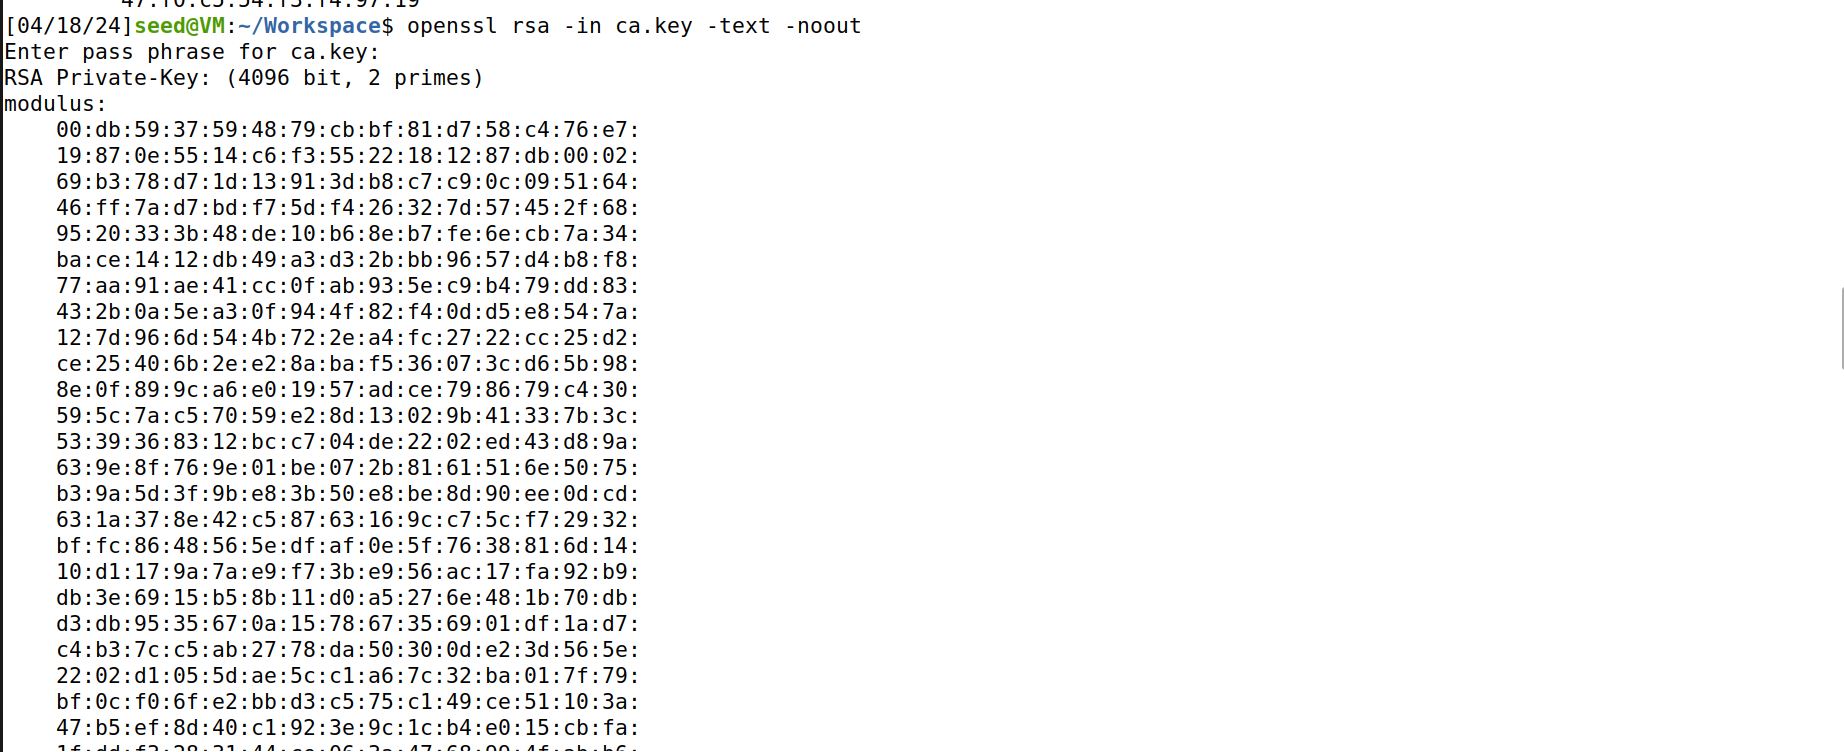 [04/18/24]seed@VM:~/Workspace$ openssl rsa -in ca.key -text -noout
Enter pass phrase for ca.key:
RSA Private-Key: (4096 bit, 2 primes)
modulus:
00:db:59:37:59:48:79:cb:bf:81:d7:58:c4:76:e7:
19:87:0e:55:14:c6:f3:55:22:18:12:87:db:00:02:
69:b3:78:d7:1d:13:91:3d:b8:c7:c9:0c:09:51:64:
46:ff:7a:d7:bd:f7:5d:f4:26:32:7d:57:45:2f:68:
95:20:33:3b:48:de:10:b6:8e:b7:fe:6e:cb:7a:34:
ba:ce:14:12:db:49:a3:d3:2b:bb:96:57:d4:b8:f8:
77:aa:91:ae:41:cc:0f:ab:93:5e:c9:b4:79:dd:83:
43:2b:0a:5e:a3:0f:94:4f:82:f4:0d:d5:e8:54:7a:
12:7d:96:6d:54:4b:72:2e:a4:fc:27:22:cc:25:d2:
ce:25:40:6b:2e:e2:8a:ba:f5:36:07:3c:d6:5b:98:
8e:0f:89:9c:a6:e0:19:57:ad:ce:79:86:79:c4:30:
59:5c:7a:c5:70:59:e2:8d:13:02:9b:41:33:7b:3c:
53:39:36:83:12:bc:c7:04:de:22:02:ed:43:d8:9a:
63:9e:8f:76:9e:01:be:07:2b:81:61:51:6e:50:75:
b3:9a:5d:3f:9b:e8:3b:50:e8:be:8d:90:ee:0d:cd:
63:1a:37:8e:42:c5:87:63:16:9c:c7:5c:f7:29:32:
bf:fc:86:48:56:5e:df:af:0e:5f:76:38:81:6d:14:
10:d1:17:9a:7a:e9:f7:3b:e9:56:ac:17:fa:92:b9:
db:3e:69:15:b5:8b:11:d0:a5:27:6e:48:1b:70:db:
d3:db:95:35:67:0a:15:78:67:35:69:01:df:1a:d7:
c4:b3:7c:c5:ab:27:78:da:50:30:0d:e2:3d:56:5e:
22:02:d1:05:5d:ae:5c:c1:a6:7c:32:ba:01:7f:79:
bf:0c:f0:6f:e2:bb:d3:c5:75:c1:49:ce:51:10:3a:
47:b5:ef:8d:40:c1:92:3e:9c:1c:b4:e0:15:cb:fa: